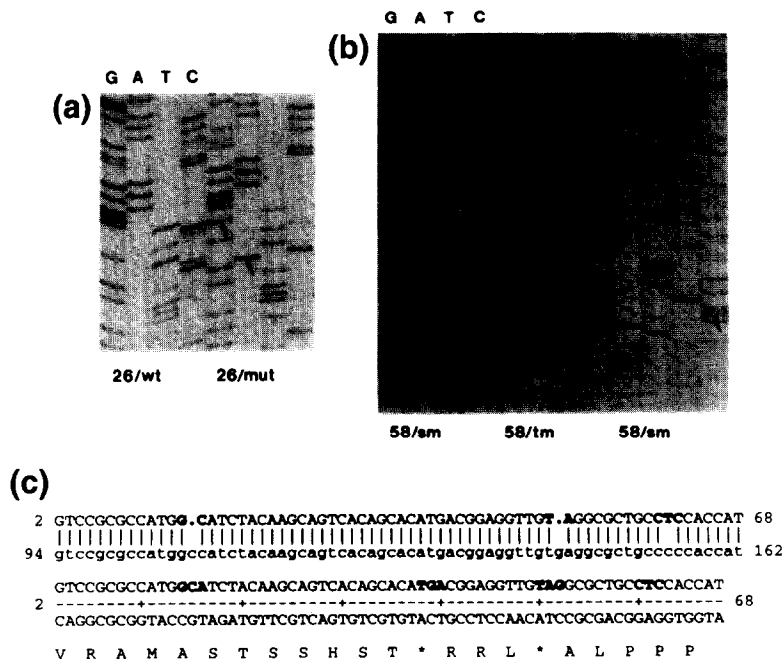 G A T C
(b)
G A T C
(a)
26/wt 26/mut
58/sm 58/tm 58/sm
(c)
2 GTCCGCGCCATGG.CATCTACAAGCAGTCACAGCACATGACGGAGGTTGT.AGGCGCTGCCTCCACCAT 68
94 gtccgcgccatggccatctacaagcagtcacagcacatgacggaggttgtgaggcgctgcccccaccat 162
GTCCGCGCCATGGCATCTACAAGCAGTCACAGCACATGACGGAGGTTGTAGGCGCTGCCTCCACCAT
2 --------+---------+---------+---------+---------+---------+-------- 68
CAGGCGCGGTACCGTAGATGTTCGTCAGTGTCGTGTACTGCCTCCAACATCCGCGACGGAGGTGGTA
V R A M A S T S S H S T * R R L * A L P P P